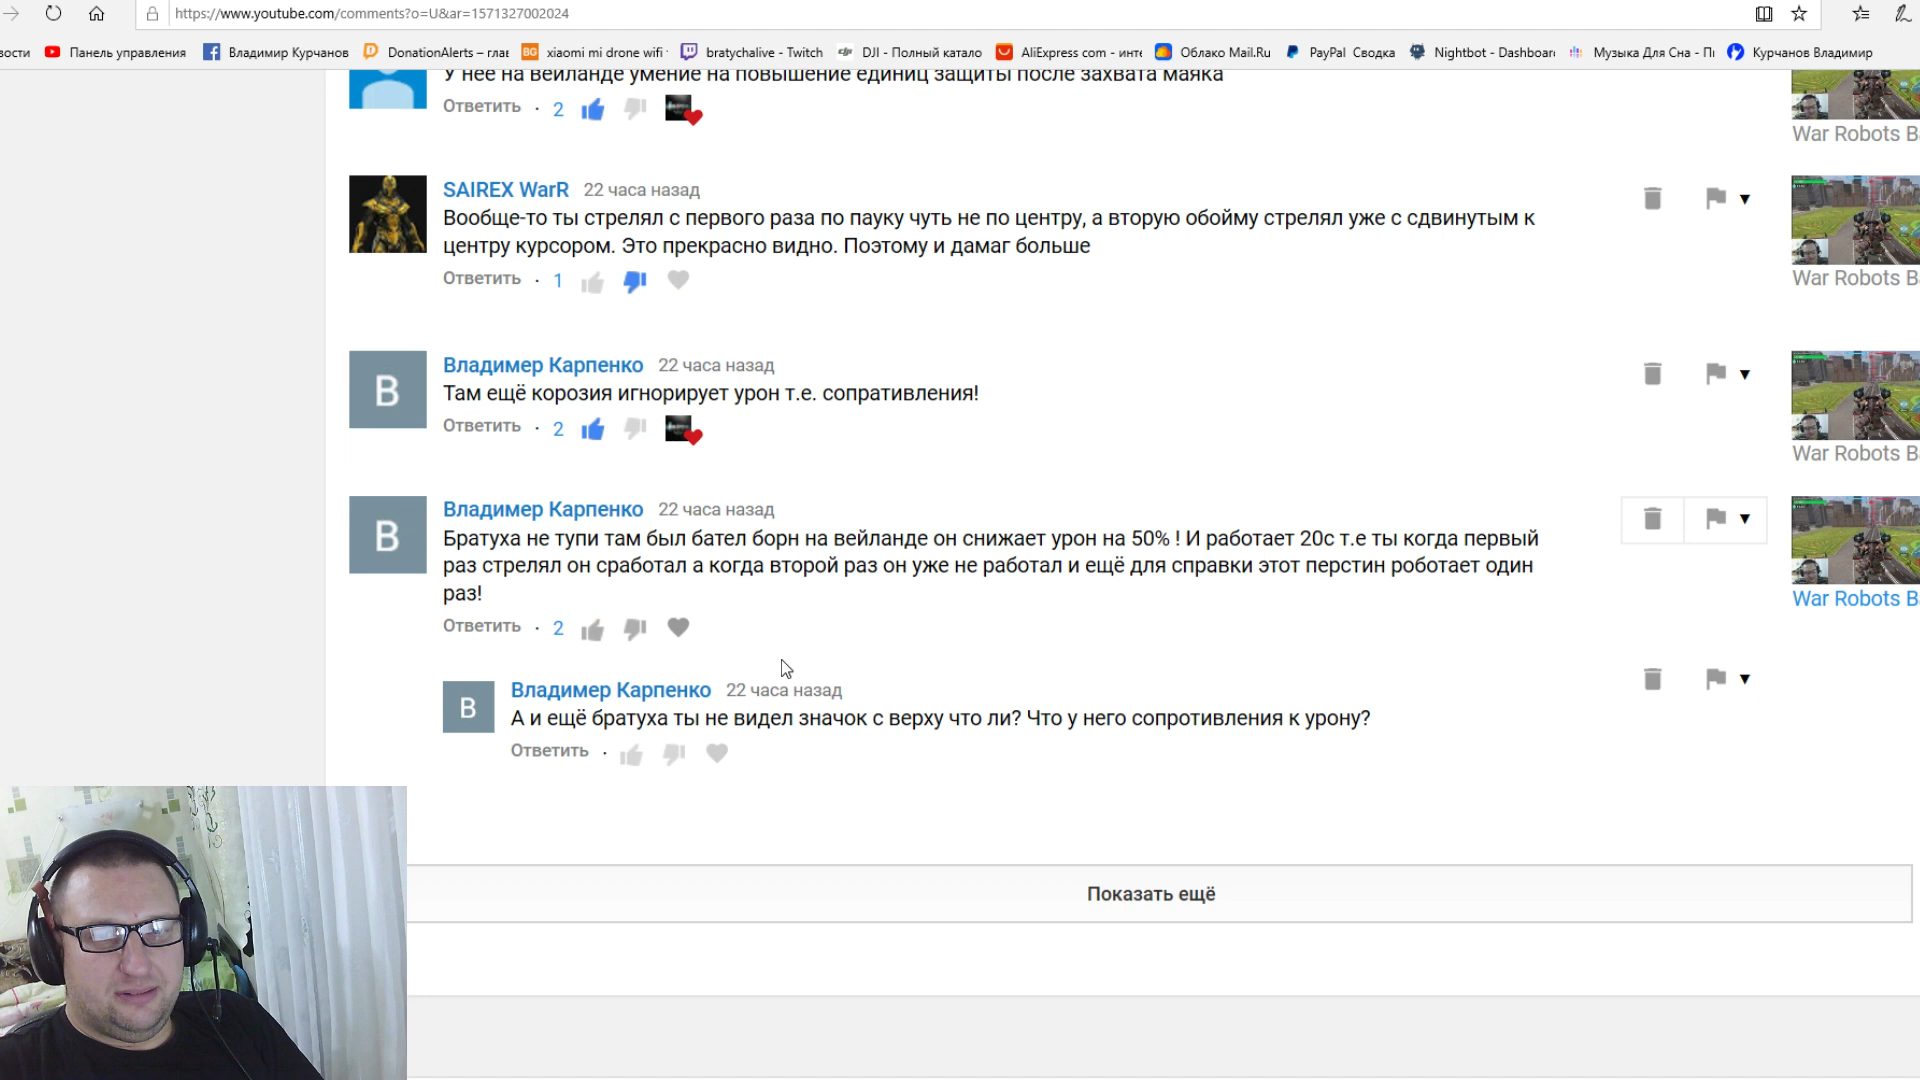 https://www.youtube.com/comments?o=U&ar=1571327002024
вости Панель управления Владимир Курчанов DonationAlerts – глав xiaomi mi drone wifi bratychalive - Twitch DJI - Полный катало AliExpress com - инте Облако Mail.Ru PayPal Сводка Nightbot - Dashboar Музыка Для Сна - Пl Курчанов Владимир
У нее на вейланде умение на повышение единиц защиты после захвата маяка
Ответить · 2
War Robots B
SAIREX WarR 22 часа назад
Вообще-то ты стрелял с первого раза по пауку чуть не по центру, а вторую обойму стрелял уже с сдвинутым к
центру курсором. Это прекрасно видно. Поэтому и дамаг больше
Ответить · 1
War Robots B
Владимер Карпенко 22 часа назад
В
Там ещё корозия игнорирует урон т.е. сопративления!
Ответить · 2
War Robots B
Владимер Карпенко 22 часа назад
В
Братуха не тупи там был бател борн на вейланде он снижает урон на 50% ! И работает 20с т.е ты когда первый
раз стрелял он сработал а когда второй раз он уже не работал и ещё для справки этот перстин роботает один
раз!
War Robots B
Ответить · 2
Владимер Карпенко 22 часа назад
В
А и ещё братуха ты не видел значок с верху что ли? Что у него сопротивления к урону?
Ответить ·
Показать ещё